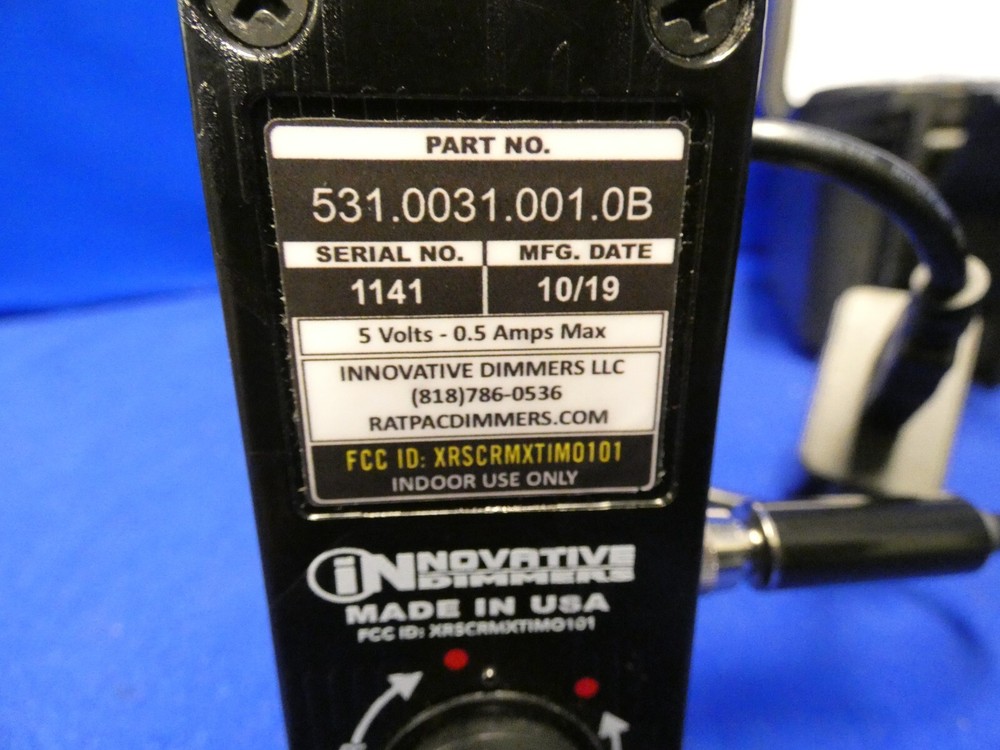 PART NO.
531.0031.001.0B
SERIAL NO. MFG. DATE
1141 10/19
5 Volts - 0.5 Amps Max
INNOVATIVE DIMMERS LLC
(818)786-0536
RATPACDIMMERS.COM
FCC ID: XRSCRMXTIMO101
INDOOR USE ONLY
INNOVATIVE
DIMMERS
MADE IN USA
FCC ID: XRSCRMXTIMO101